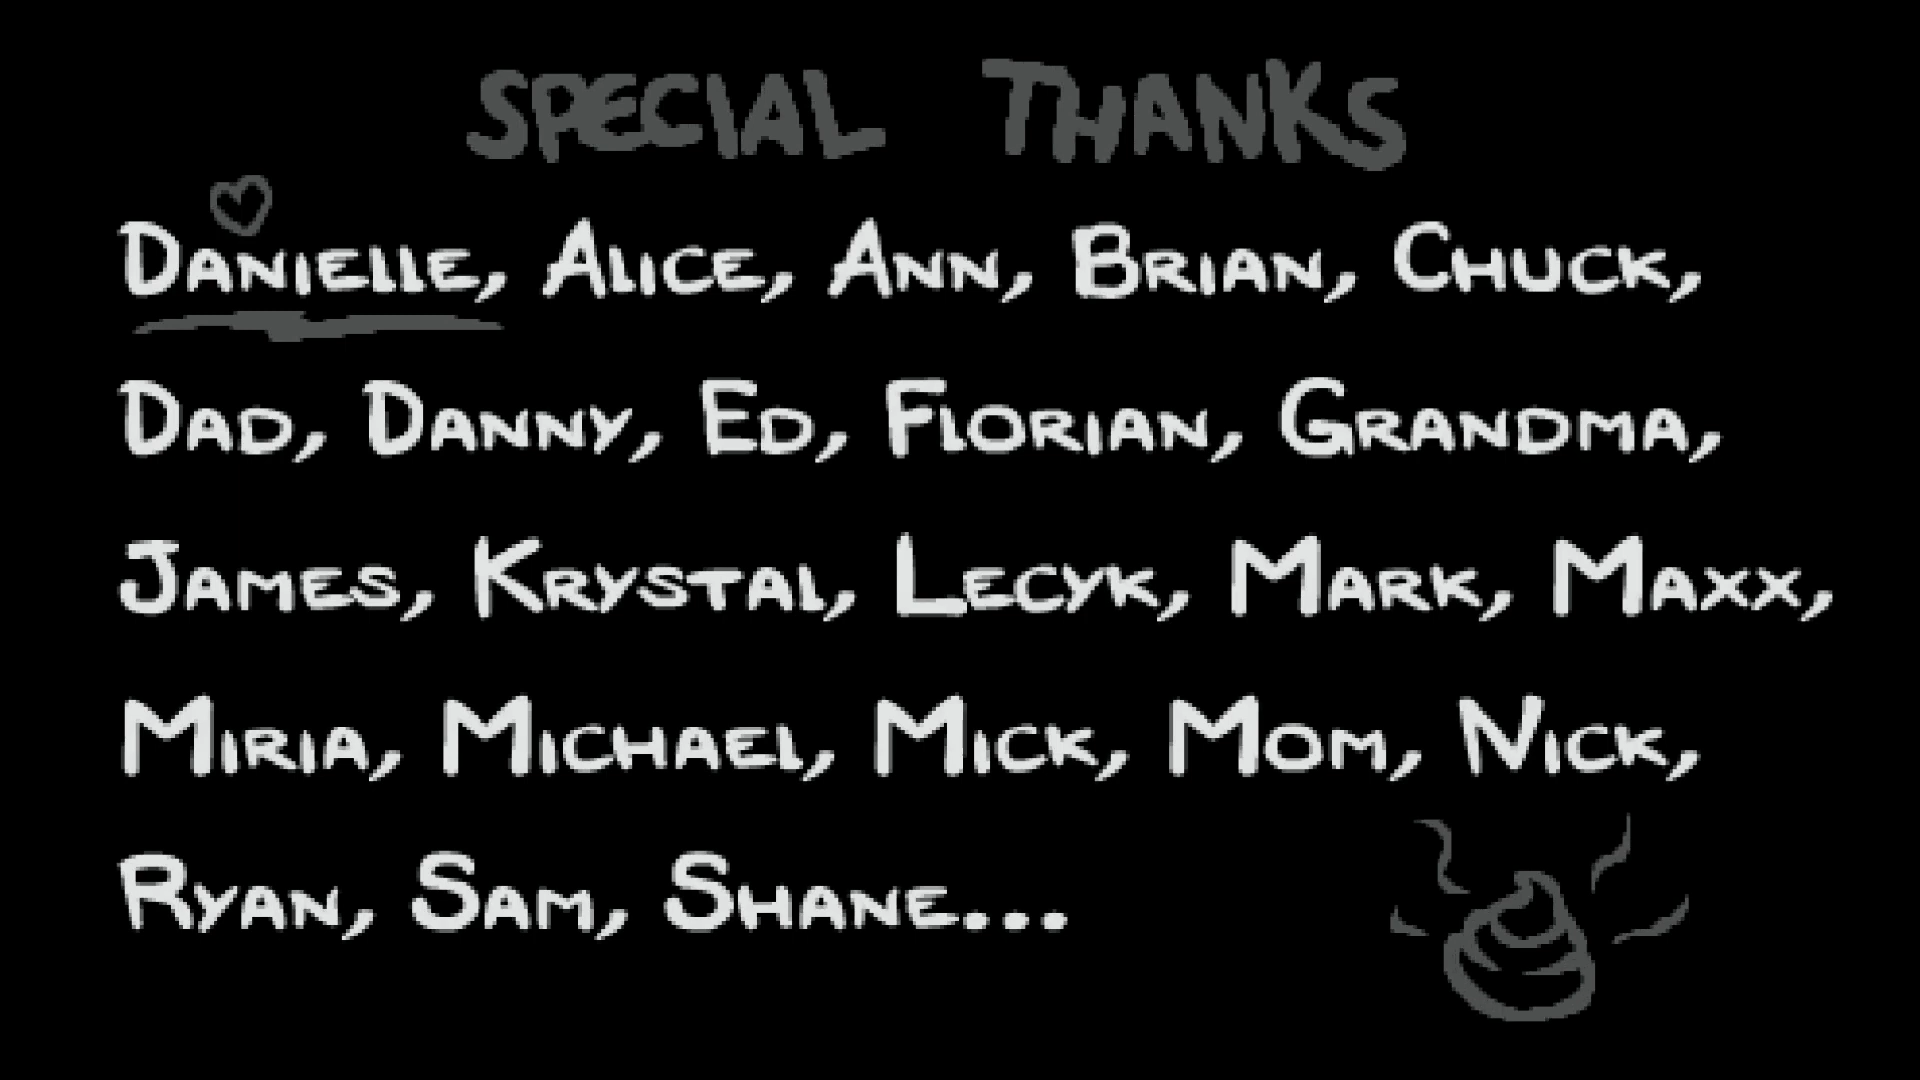 SPECIAL THANKS
DANIELLE, ALICE, ANN, BRIAN, CHUCK,
DAD, DANNY, ED, FLORIAN, GRANDMA,
JAMES, KRYSTAL, LECYK, MARK, MAXX,
MIRIA, MICHAEL, MICK, MOM, NICK,
RYAN, SAM, SHANE...